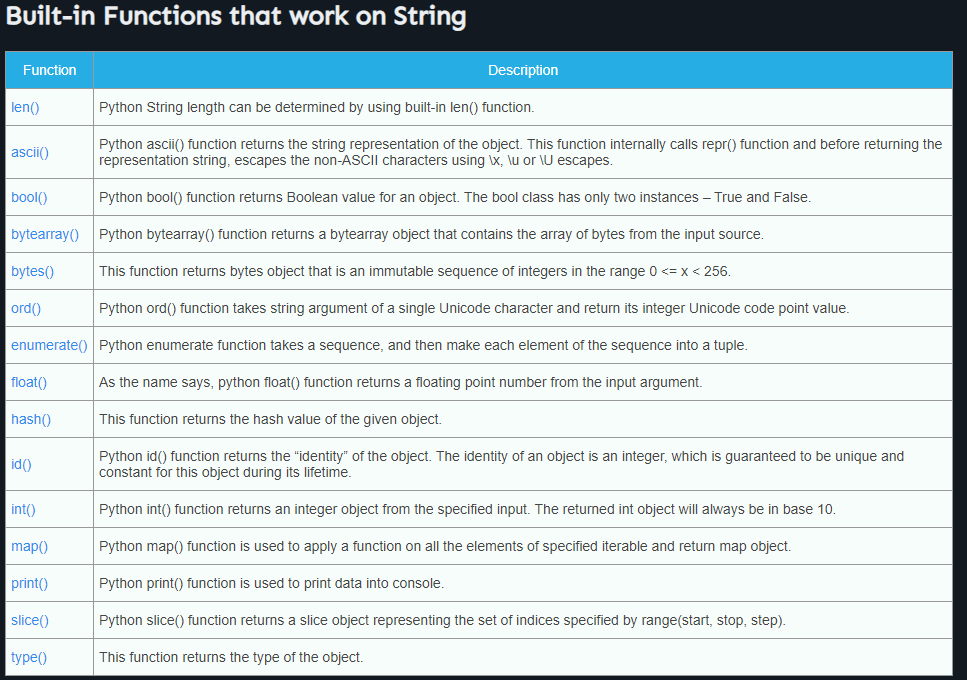 Built-in Functions that work on String
Function Description
len() Python String length can be determined by using built-in len() function.
ascii() Python ascii() function returns the string representation of the object. This function internally calls repr() function and before returning the
representation string, escapes the non-ASCII characters using \x, \u or \U escapes.
bool() Python bool() function returns Boolean value for an object. The bool class has only two instances – True and False.
bytearray() Python bytearray() function returns a bytearray object that contains the array of bytes from the input source.
bytes() This function returns bytes object that is an immutable sequence of integers in the range 0 <= x < 256.
ord() Python ord() function takes string argument of a single Unicode character and return its integer Unicode code point value.
enumerate() Python enumerate function takes a sequence, and then make each element of the sequence into a tuple.
float() As the name says, python float() function returns a floating point number from the input argument.
hash() This function returns the hash value of the given object.
id() Python id() function returns the “identity” of the object. The identity of an object is an integer, which is guaranteed to be unique and
constant for this object during its lifetime.
int() Python int() function returns an integer object from the specified input. The returned int object will always be in base 10.
map() Python map() function is used to apply a function on all the elements of specified iterable and return map object.
print() Python print() function is used to print data into console.
slice() Python slice() function returns a slice object representing the set of indices specified by range(start, stop, step).
type() This function returns the type of the object.